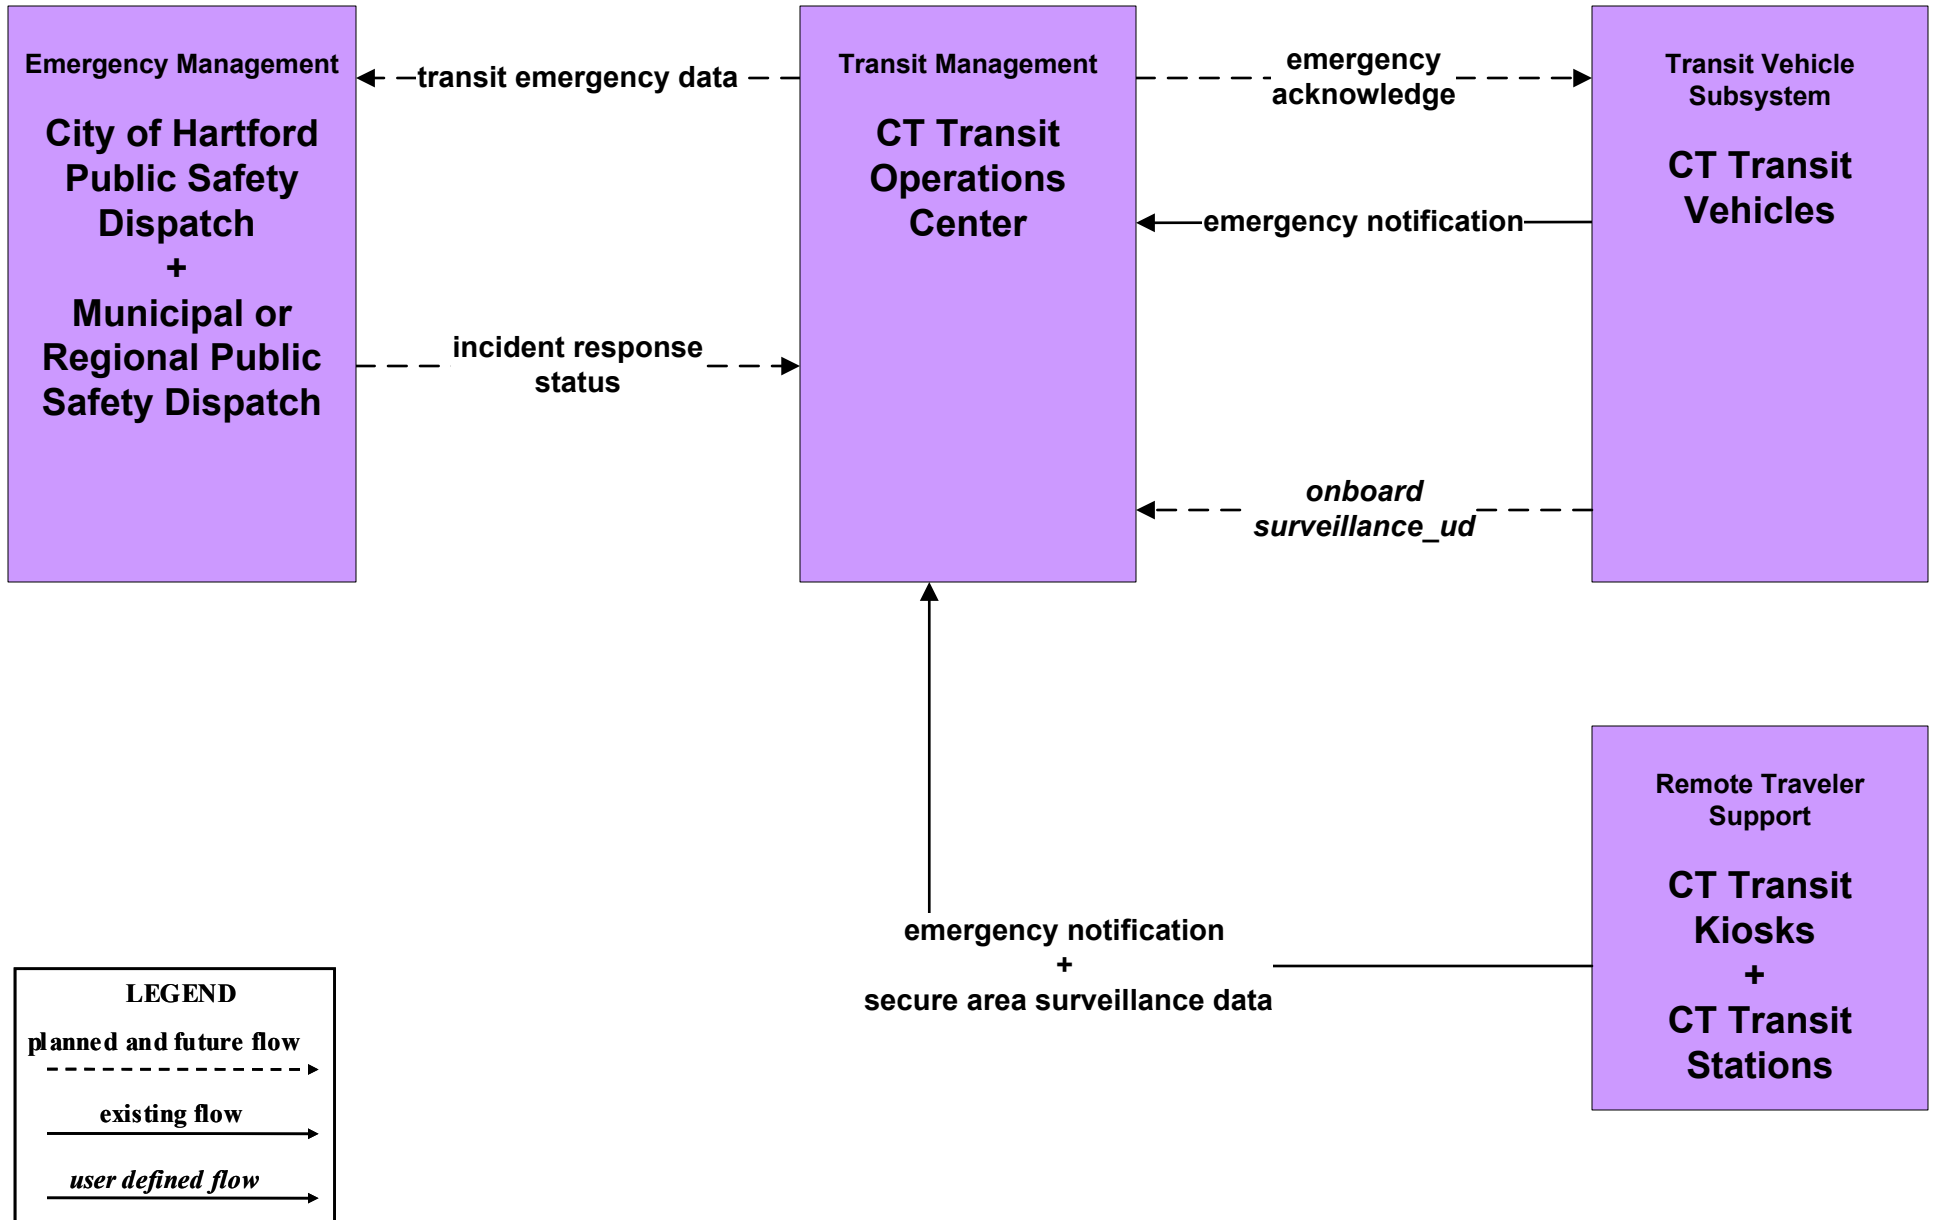 Emergency Management
City of Hartford
Public Safety
Dispatch
+
Municipal or
Regional Public
Safety Dispatch
transit emergency data
incident response
status
Transit Management
CT Transit
Operations
Center
emergency
acknowledge
emergency notification
onboard
surveillance_ud
Transit Vehicle
Subsystem
CT Transit
Vehicles
emergency notification
+
secure area surveillance data
Remote Traveler
Support
CT Transit
Kiosks
+
CT Transit
Stations
LEGEND
planned and future flow
existing flow
user defined flow